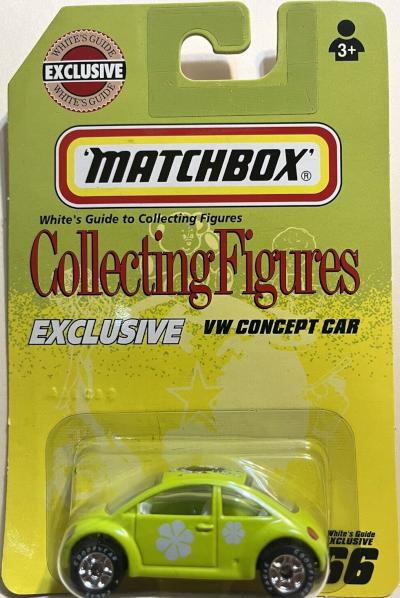 WHITE'S GUIDE
EXCLUSIVE
WHITE'S GUIDE
3+
'MATCHBOX'®
White's Guide to Collecting Figures
Collecting Figures
EXCLUSIVE
VW CONCEPT CAR
White's Guide
EXCLUSIVE
66